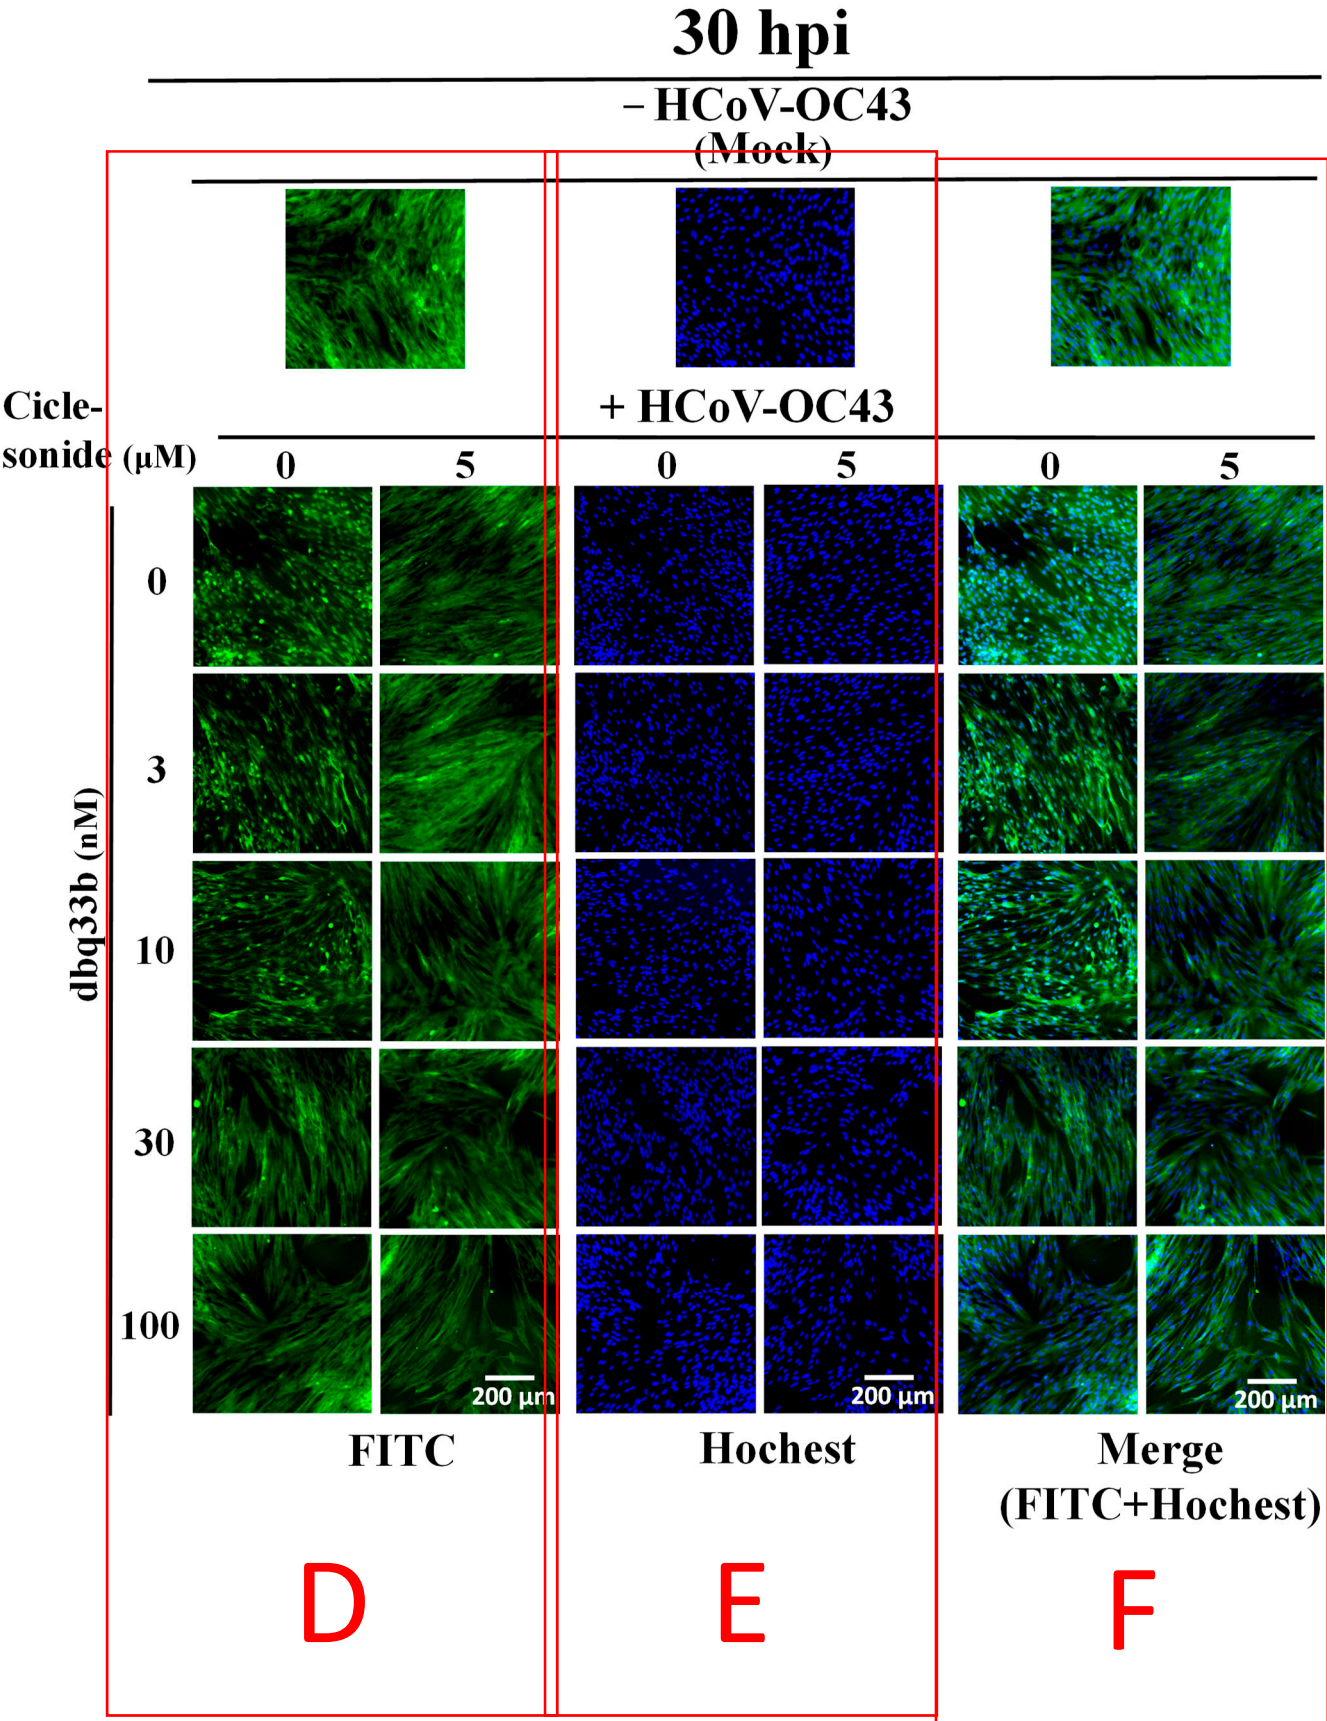 30 hpi
– HCoV-OC43
(Mock)
+ HCoV-OC43
Cicle-
sonide (µM)
0 5 0 5 0 5
dbq33b (nM)
0
3
10
30
100
200 µm 200 µm 200 µm
FITC Hochest Merge
(FITC+Hochest)
D E F